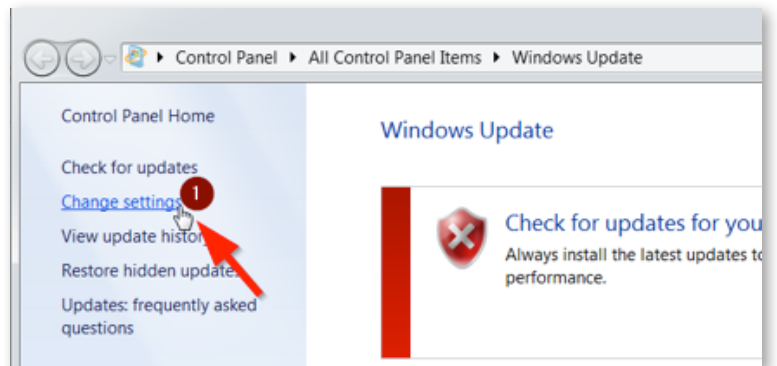 Control Panel All Control Panel Items Windows Update
Control Panel Home
Check for updates
Change settings
1
View update history
Restore hidden updates
Updates: frequently asked
questions
Windows Update
Check for updates for you
Always install the latest updates to
performance.